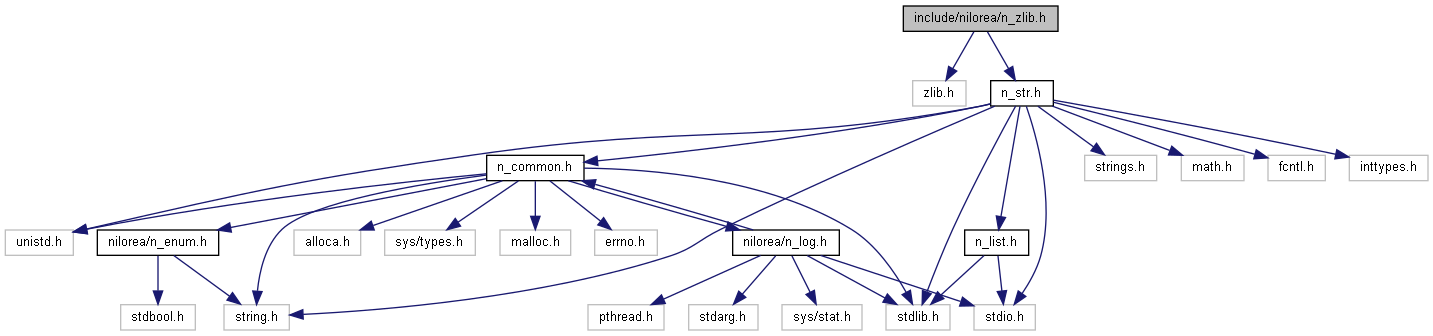 include/nilorea/n_zlib.h
zlib.h
n_str.h
n_common.h
strings.h
math.h
fcntl.h
inttypes.h
unistd.h
nilorea/n_enum.h
alloca.h
sys/types.h
malloc.h
errno.h
nilorea/n_log.h
n_list.h
stdbool.h
string.h
pthread.h
stdarg.h
sys/stat.h
stdlib.h
stdio.h